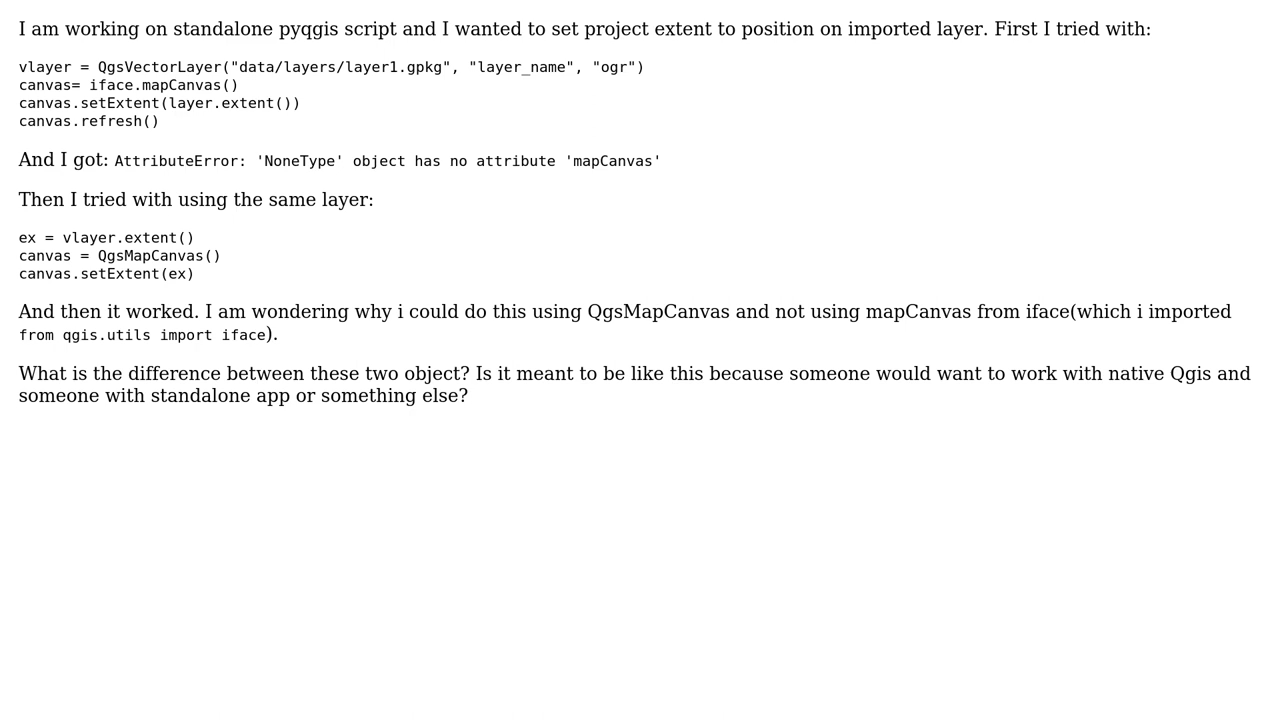 I am working on standalone pyqgis script and I wanted to set project extent to position on imported layer. First I tried with:
vlayer = QgsVectorLayer("data/layers/layer1.gpkg", "layer_name", "ogr")
canvas= iface.mapCanvas()
canvas.setExtent(layer.extent())
canvas.refresh()
And I got: AttributeError: 'NoneType' object has no attribute 'mapCanvas'
Then I tried with using the same layer:
ex = vlayer.extent()
canvas = QgsMapCanvas()
canvas.setExtent(ex)
And then it worked. I am wondering why i could do this using QgsMapCanvas and not using mapCanvas from iface(which i imported
from qgis.utils import iface).
What is the difference between these two object? Is it meant to be like this because someone would want to work with native Qgis and
someone with standalone app or something else?